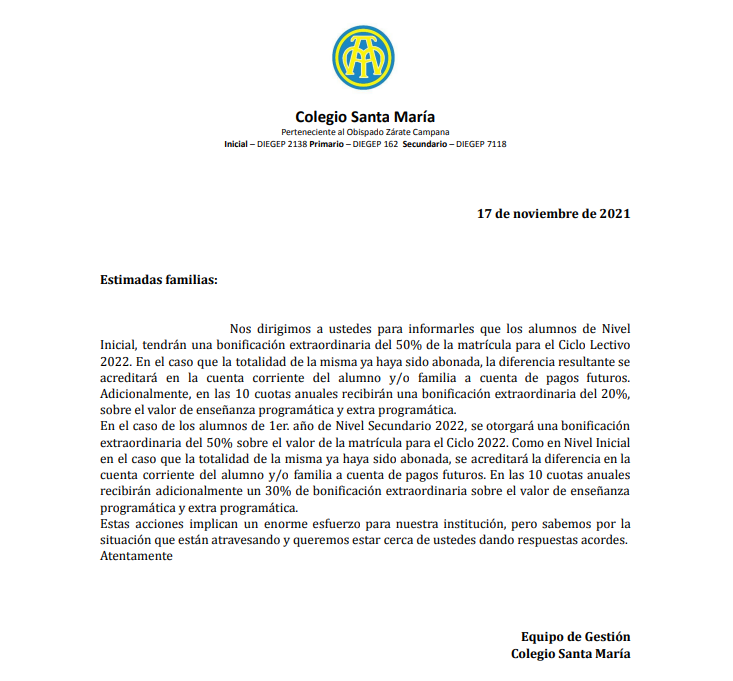 Colegio Santa María
Perteneciente al Obispado Zárate Campana
Inicial – DIEGEP 2138 Primario – DIEGEP 162 Secundario – DIEGEP 7118
17 de noviembre de 2021
Estimadas familias:
Nos dirigimos a ustedes para informarles que los alumnos de Nivel
Inicial, tendrán una bonificación extraordinaria del 50% de la matrícula para el Ciclo Lectivo
2022. En el caso que la totalidad de la misma ya haya sido abonada, la diferencia resultante se
acreditará en la cuenta corriente del alumno y/o familia a cuenta de pagos futuros.
Adicionalmente, en las 10 cuotas anuales recibirán una bonificación extraordinaria del 20%,
sobre el valor de enseñanza programática y extra programática.
En el caso de los alumnos de 1er. año de Nivel Secundario 2022, se otorgará una bonificación
extraordinaria del 50% sobre el valor de la matrícula para el Ciclo 2022. Como en Nivel Inicial
en el caso que la totalidad de la misma ya haya sido abonada, se acreditará la diferencia en la
cuenta corriente del alumno y/o familia a cuenta de pagos futuros. En las 10 cuotas anuales
recibirán adicionalmente un 30% de bonificación extraordinaria sobre el valor de enseñanza
programática y extra programática.
Estas acciones implican un enorme esfuerzo para nuestra institución, pero sabemos por la
situación que están atravesando y queremos estar cerca de ustedes dando respuestas acordes.
Atentamente
Equipo de Gestión
Colegio Santa María